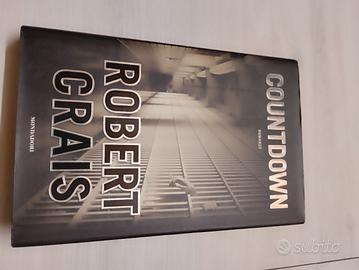 COUNTDOWN
ROMANZO
ROBERT
CRAIS
MONDADORI
subito